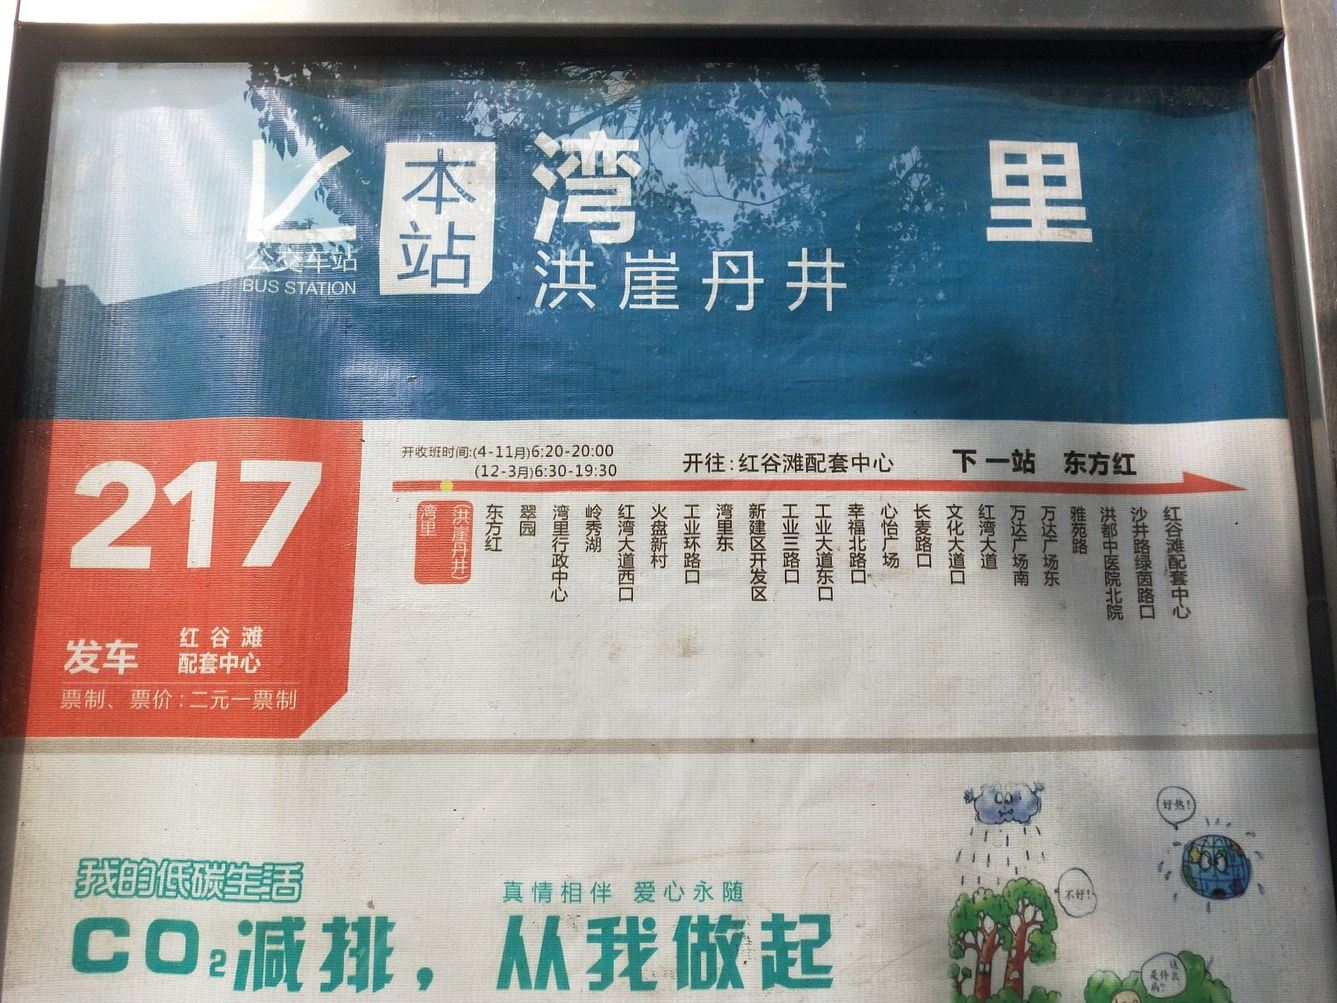 公交车站
BUS STATION
本站
湾里
洪崖丹井
217
发车 红谷滩配套中心
票制、票价:二元一票制
开收班时间:(4-11月)6:20-20:00
(12-3月)6:30-19:30
开往:红谷滩配套中心
下一站 东方红
湾里(洪崖丹井)
东方红
翠园
湾里行政中心
岭秀湖
红湾大道西口
火盘新村
工业环路口
湾里东
新建区开发区
工业三路口
工业大道东口
幸福北路口
心怡广场
长麦路口
文化大道口
红湾大道
万达广场南
万达广场东
雅苑路
洪都中医院北院
沙井路绿茵路口
红谷滩配套中心
我的低碳生活
真情相伴 爱心永随
CO₂减排，从我做起
好热!
不好!
这么是什吗?